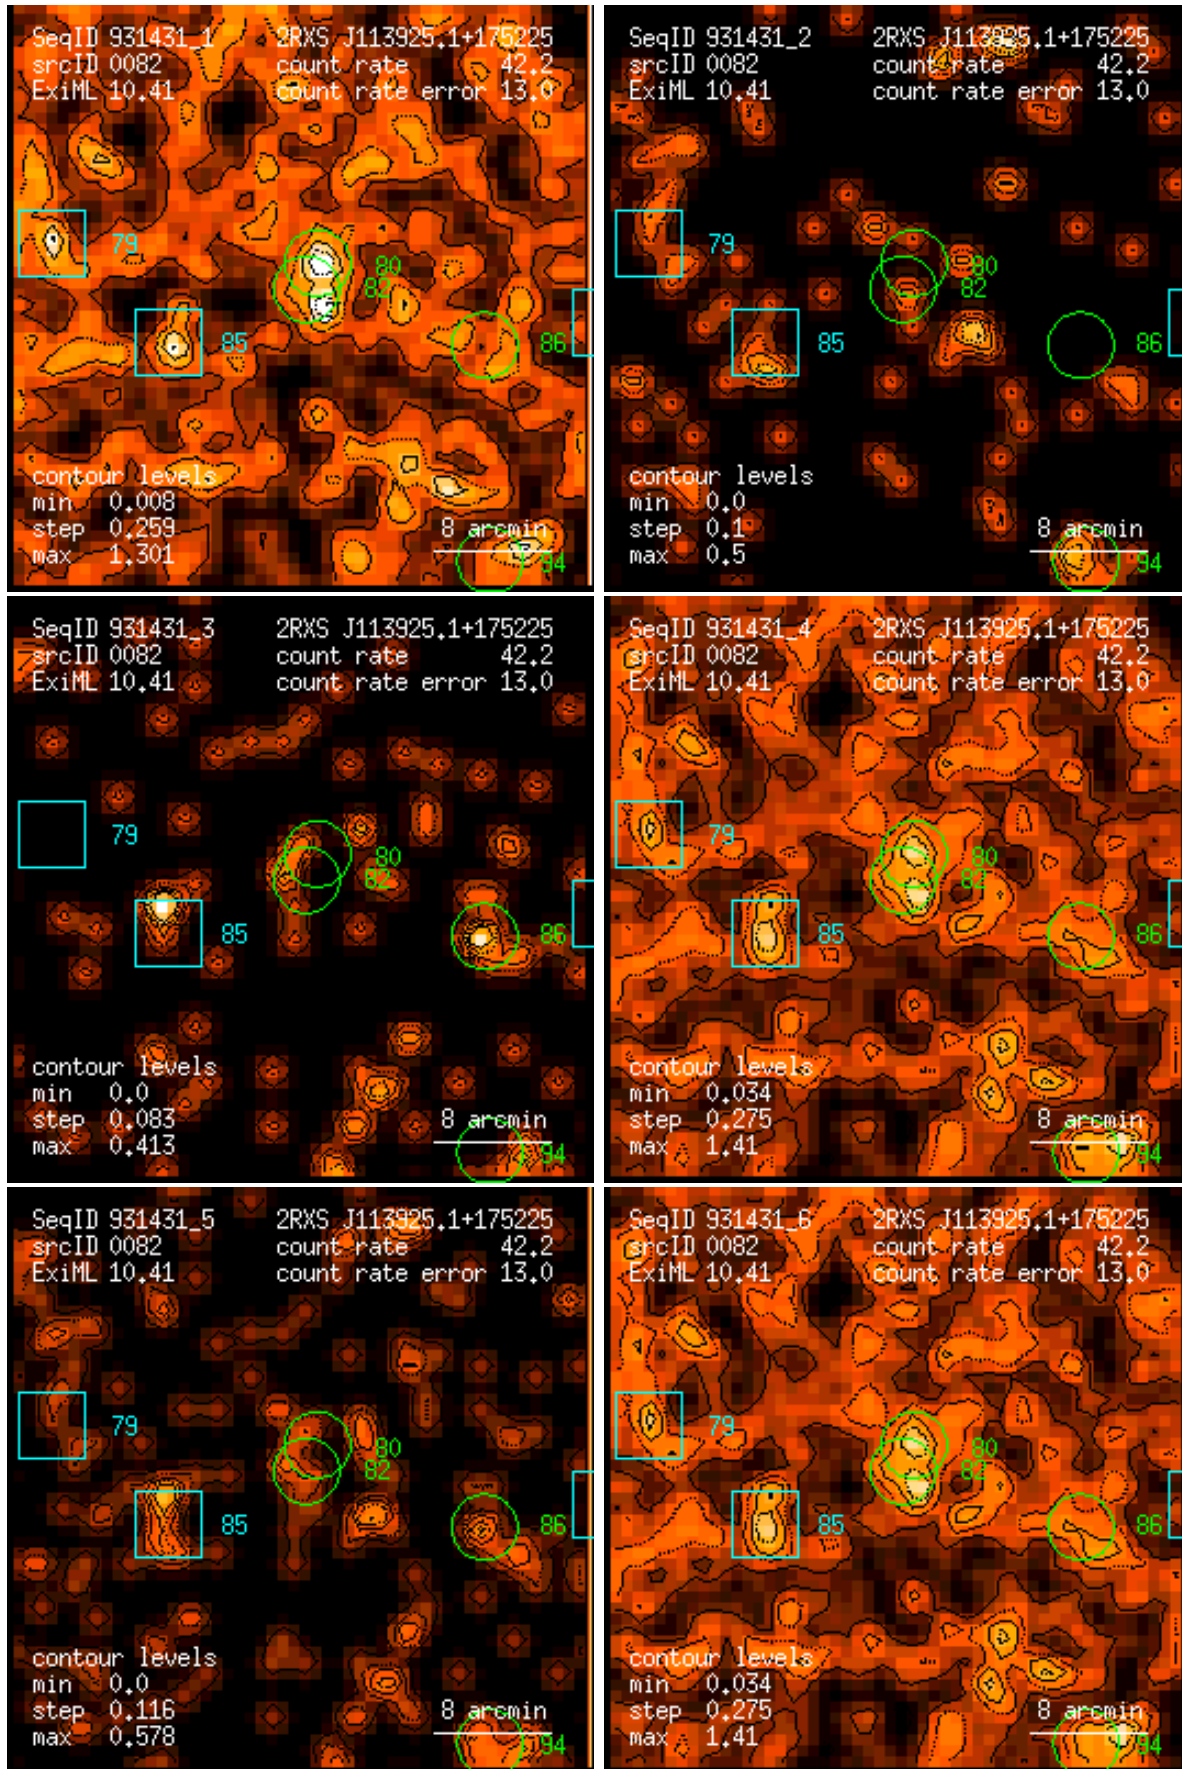 SeqID 931431_1 2RXS J113925.1+175225
srcID 0082 count rate 42.2
ExiML 10.41 count rate error 13.0
79
80
82
85
86
contour levels
min 0.008
step 0.259
max 1.301
8 arcmin
94
SeqID 931431_2 2RXS J113925.1+175225
srcID 0082 count rate 42.2
ExiML 10.41 count rate error 13.0
79
80
82
85
86
contour levels
min 0.0
step 0.1
max 0.5
8 arcmin
94
SeqID 931431_3 2RXS J113925.1+175225
srcID 0082 count rate 42.2
ExiML 10.41 count rate error 13.0
79
80
82
85
86
contour levels
min 0.0
step 0.083
max 0.413
8 arcmin
94
SeqID 931431_4 2RXS J113925.1+175225
srcID 0082 count rate 42.2
ExiML 10.41 count rate error 13.0
79
80
82
85
86
contour levels
min 0.034
step 0.275
max 1.41
8 arcmin
94
SeqID 931431_5 2RXS J113925.1+175225
srcID 0082 count rate 42.2
ExiML 10.41 count rate error 13.0
79
80
82
85
86
contour levels
min 0.0
step 0.116
max 0.578
8 arcmin
94
SeqID 931431_6 2RXS J113925.1+175225
srcID 0082 count rate 42.2
ExiML 10.41 count rate error 13.0
79
80
82
85
86
contour levels
min 0.034
step 0.275
max 1.41
8 arcmin
94